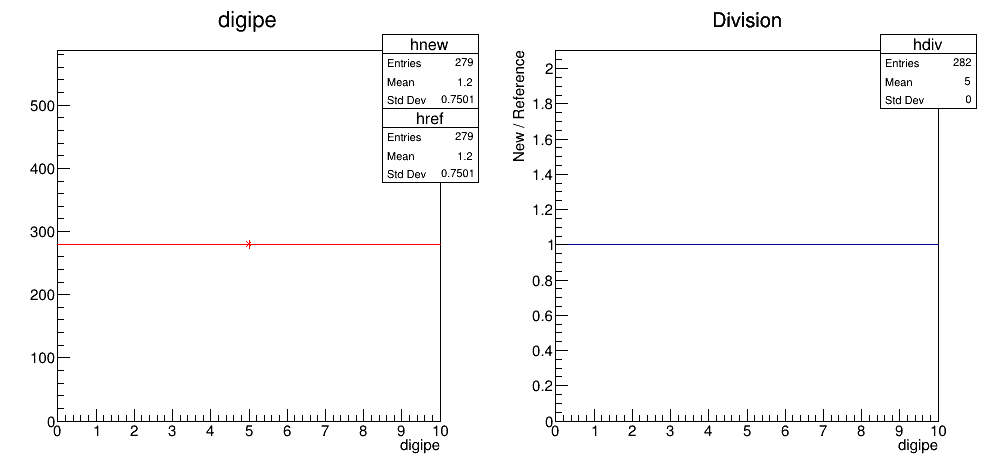 digipe
hnew
Entries 279
Mean 1.2
Std Dev 0.7501
href
Entries 279
Mean 1.2
Std Dev 0.7501
500
400
300
200
100
0
0 1 2 3 4 5 6 7 8 9 10
digipe
Division
hdiv
Entries 282
Mean 5
Std Dev 0
New / Reference
2
1.8
1.6
1.4
1.2
1
0.8
0.6
0.4
0.2
0
0 1 2 3 4 5 6 7 8 9 10
digipe